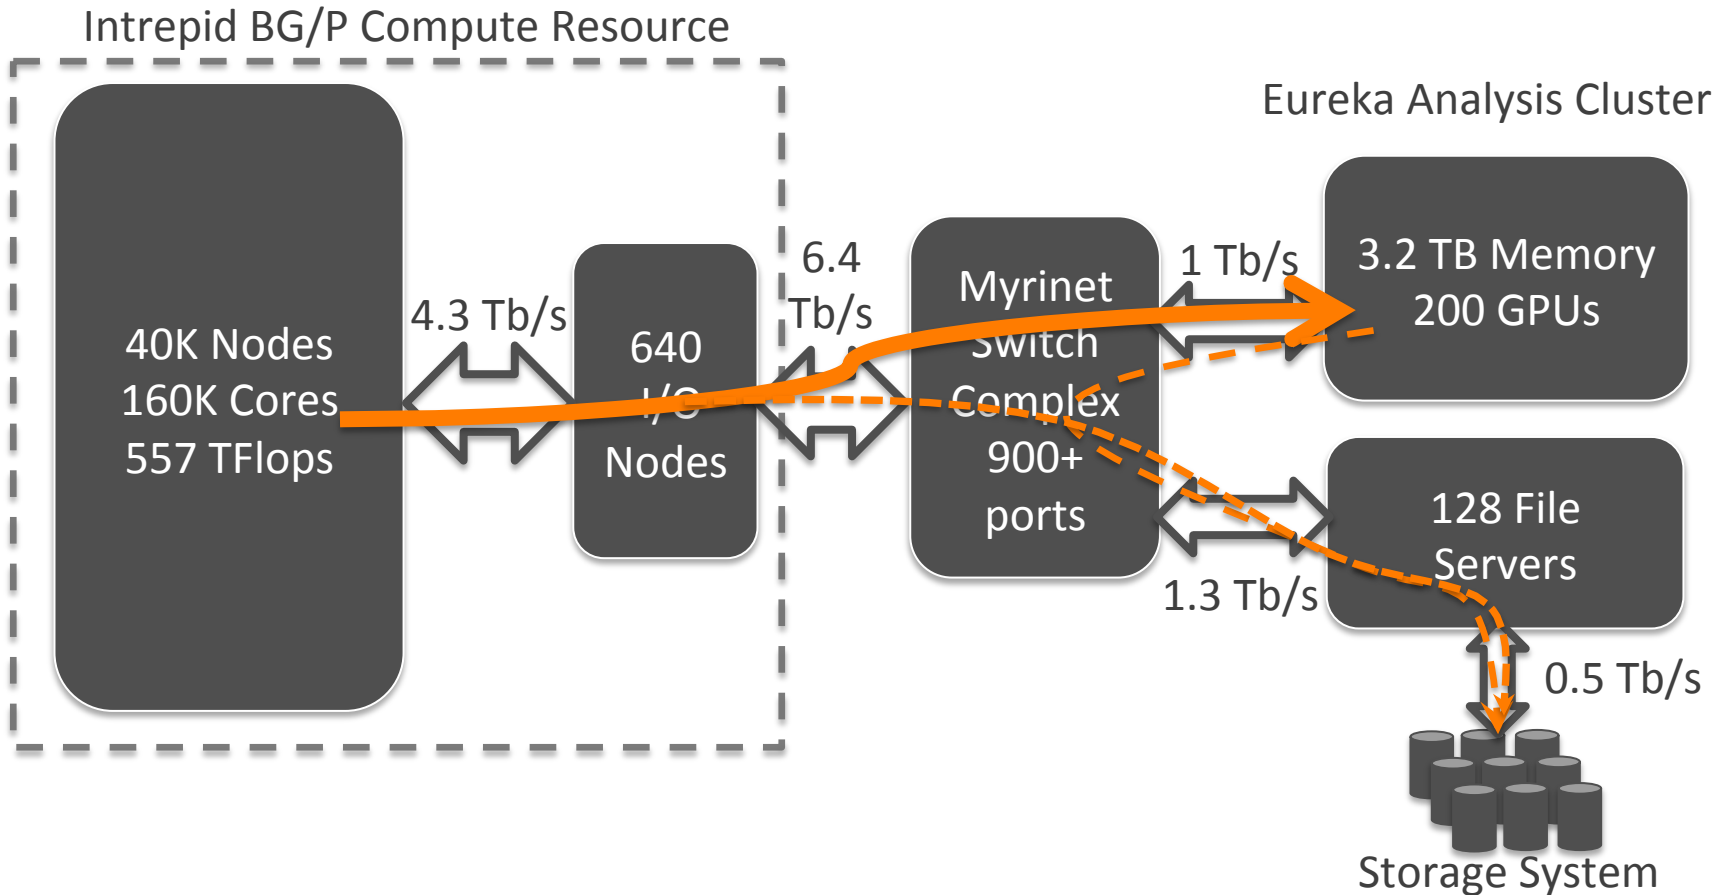 Intrepid BG/P Compute Resource
40K Nodes
160K Cores
557 TFlops
4.3 Tb/s
640
I/O
Nodes
6.4
Tb/s
Myrinet
Switch
Complex
900+
ports
1 Tb/s
Eureka Analysis Cluster
3.2 TB Memory
200 GPUs
1.3 Tb/s
128 File
Servers
0.5 Tb/s
Storage System